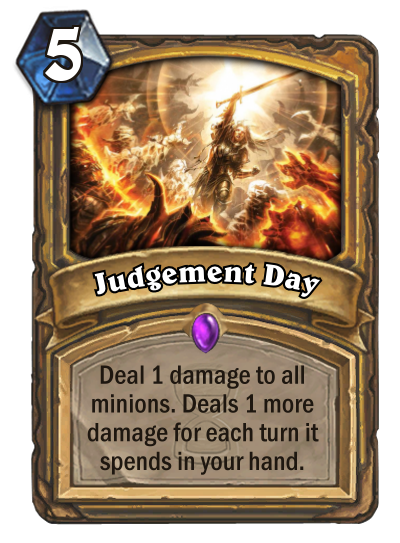 5
Judgement Day
Deal 1 damage to all
minions. Deals 1 more
damage for each turn it
spends in your hand.